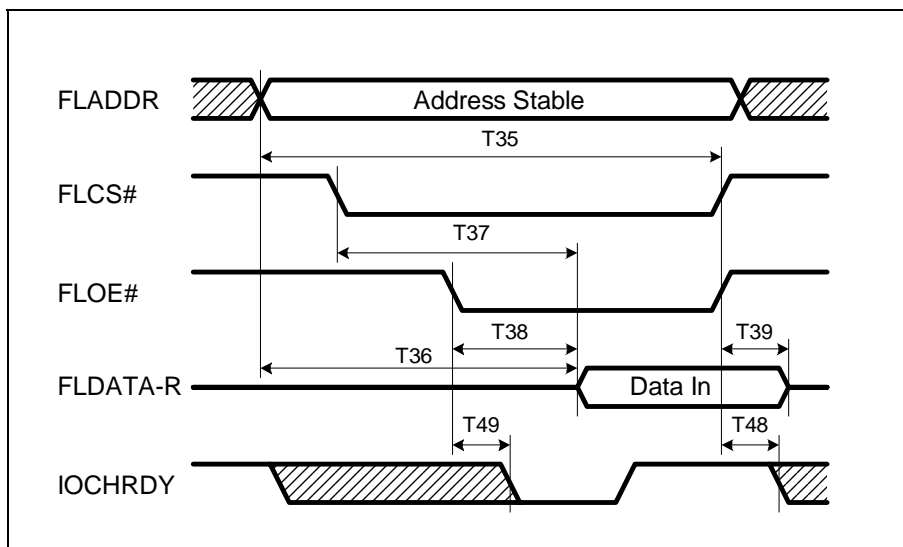 FLADDR
Address Stable
T35
FLCS#
T37
FLOE#
T38
T39
T36
FLDATA-R
Data In
T49
T48
IOCHRDY